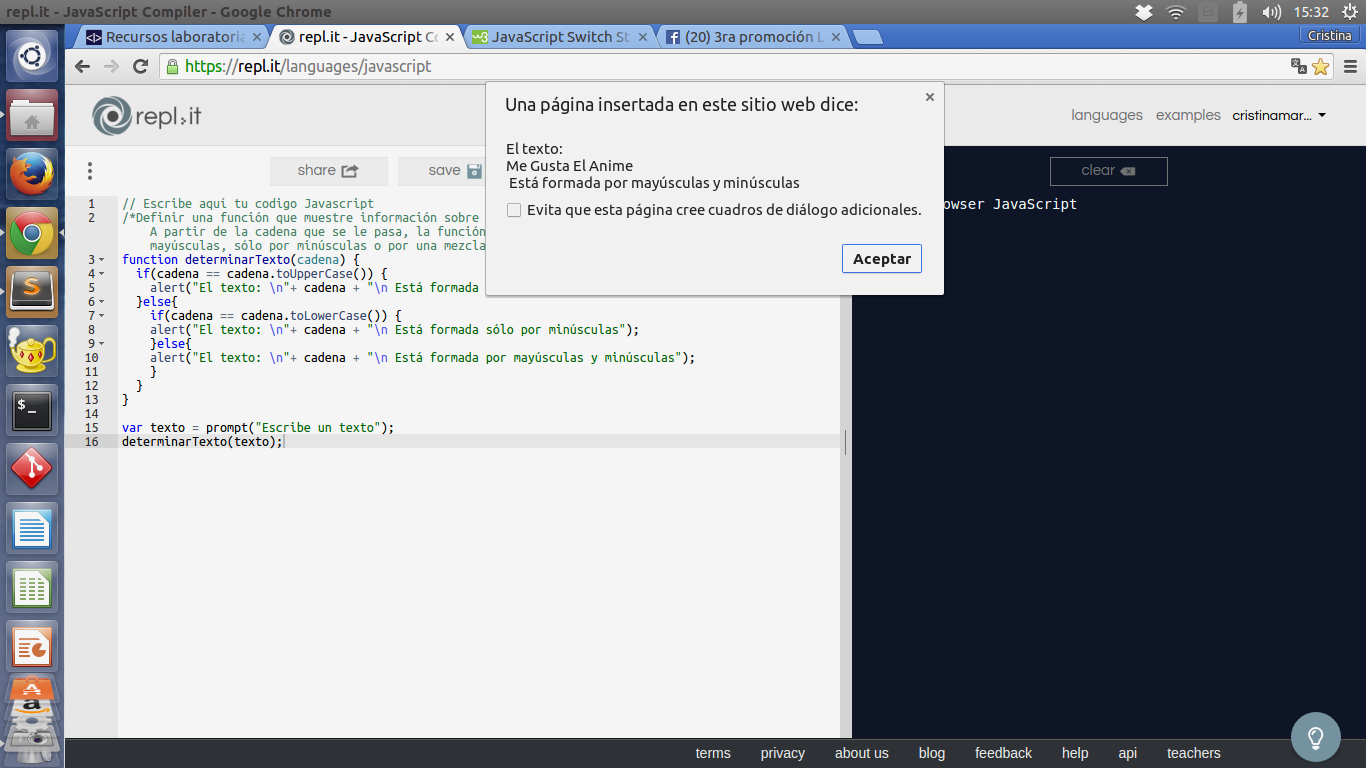 repl.it - JavaScript Compiler - Google Chrome
Es
15:32
Recursos laboratoria
repl.it - JavaScript Co
JavaScript Switch St
(20) 3ra promoción L
Cristina
https://repl.it/languages/javascript
repl.it
languages
examples
cristinamar...
share
save
clear
Una página insertada en este sitio web dice:
El texto:
Me Gusta El Anime
Está formada por mayúsculas y minúsculas
Evita que esta página cree cuadros de diálogo adicionales.
Aceptar
owser JavaScript
1 // Escribe aquí tu codigo Javascript
2 /*Definir una función que muestre información sobre
A partir de la cadena que se le pasa, la función
mayúsculas, sólo por minúsculas o por una mezcla
3 function determinarTexto(cadena) {
4 if(cadena == cadena.toUpperCase()) {
5 alert("El texto: \n"+ cadena + "\n Está formada
6 }else{
7 if(cadena == cadena.toLowerCase()) {
8 alert("El texto: \n"+ cadena + "\n Está formada sólo por minúsculas");
9 }else{
10 alert("El texto: \n"+ cadena + "\n Está formada por mayúsculas y minúsculas");
11 }
12 }
13 }
14
15 var texto = prompt("Escribe un texto");
16 determinarTexto(texto);
terms
privacy
about us
blog
feedback
help
api
teachers